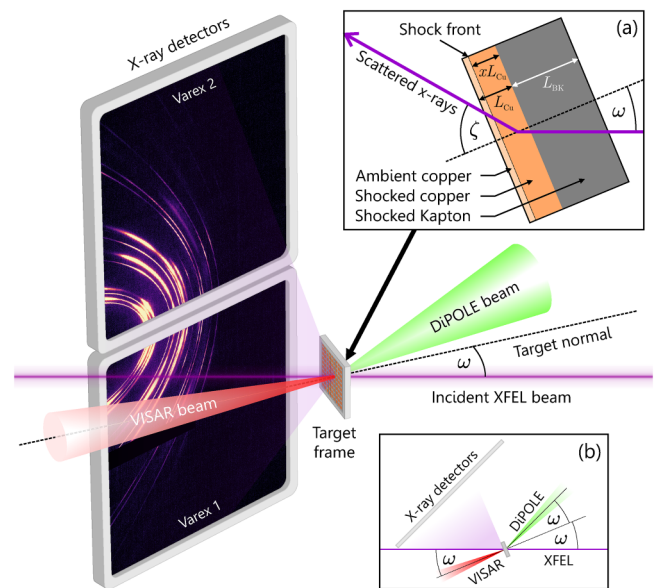 X-ray detectors
Varex 2
Varex 1
VISAR beam
Target frame
DiPOLE beam
Target normal
ω
Incident XFEL beam
(a)
Shock front
Scattered x-rays
xL_Cu
L_Cu
L_BK
ω
ζ
Ambient copper
Shocked copper
Shocked Kapton
(b)
X-ray detectors
DiPOLE
ω
ω
ω
VISAR
XFEL